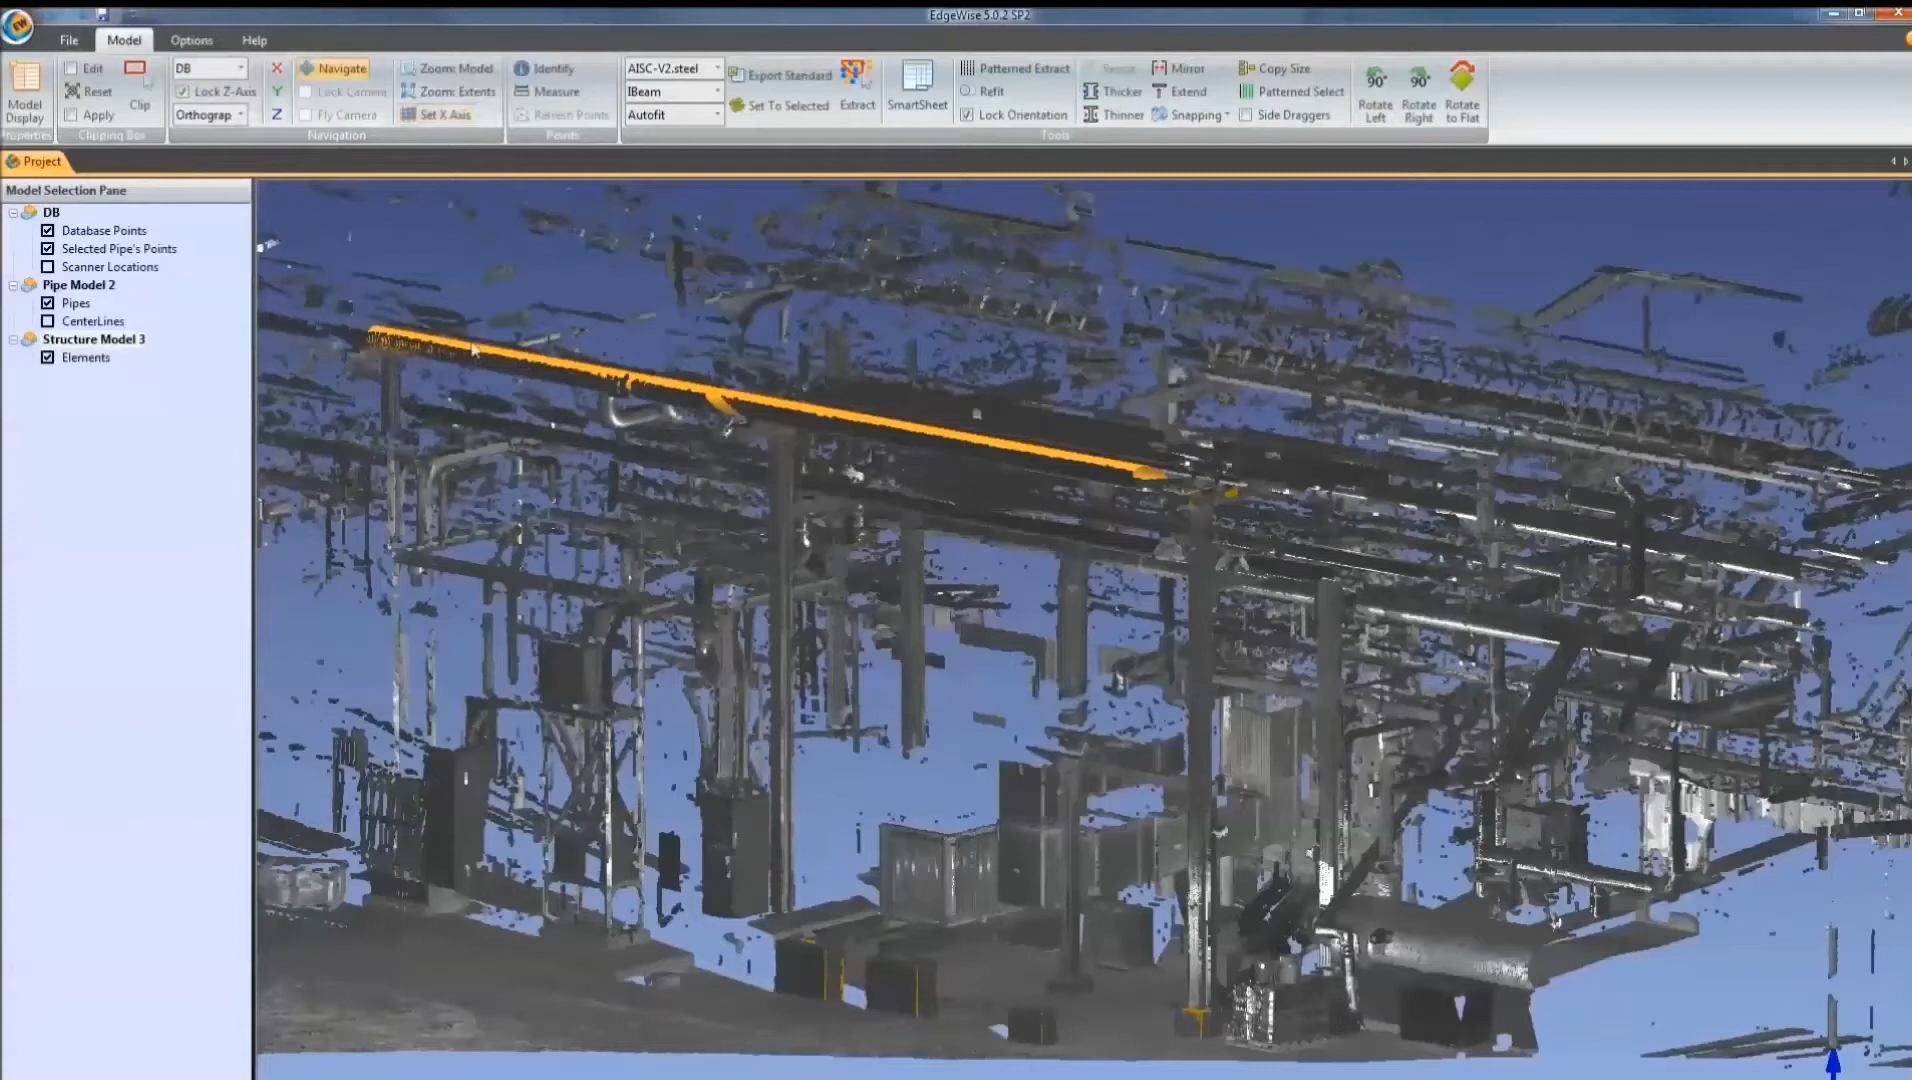 EdgeWise 5.0.2 SP2
File Model Options Help
Model Display
Properties
Edit
Reset
Apply
Clip
Clipping Box
DB
Lock Z-Axis
Orthograp
X
Y
Z
Navigate
Lock Camera
Fly Camera
Zoom: Model
Zoom: Extents
Set X Axis
Navigation
Identify
Measure
Refresh Points
Points
AISC-V2.steel
IBeam
Autofit
Export Standard
Set To Selected
Extract
SmartSheet
Patterned Extract
Refit
Lock Orientation
Thicker
Thinner
Mirror
Extend
Snapping
Copy Size
Patterned Select
Side Draggers
90°
Rotate Left
90°
Rotate Right
Rotate to Flat
Tools
Project
Model Selection Pane
DB
Database Points
Selected Pipe's Points
Scanner Locations
Pipe Model 2
Pipes
CenterLines
Structure Model 3
Elements